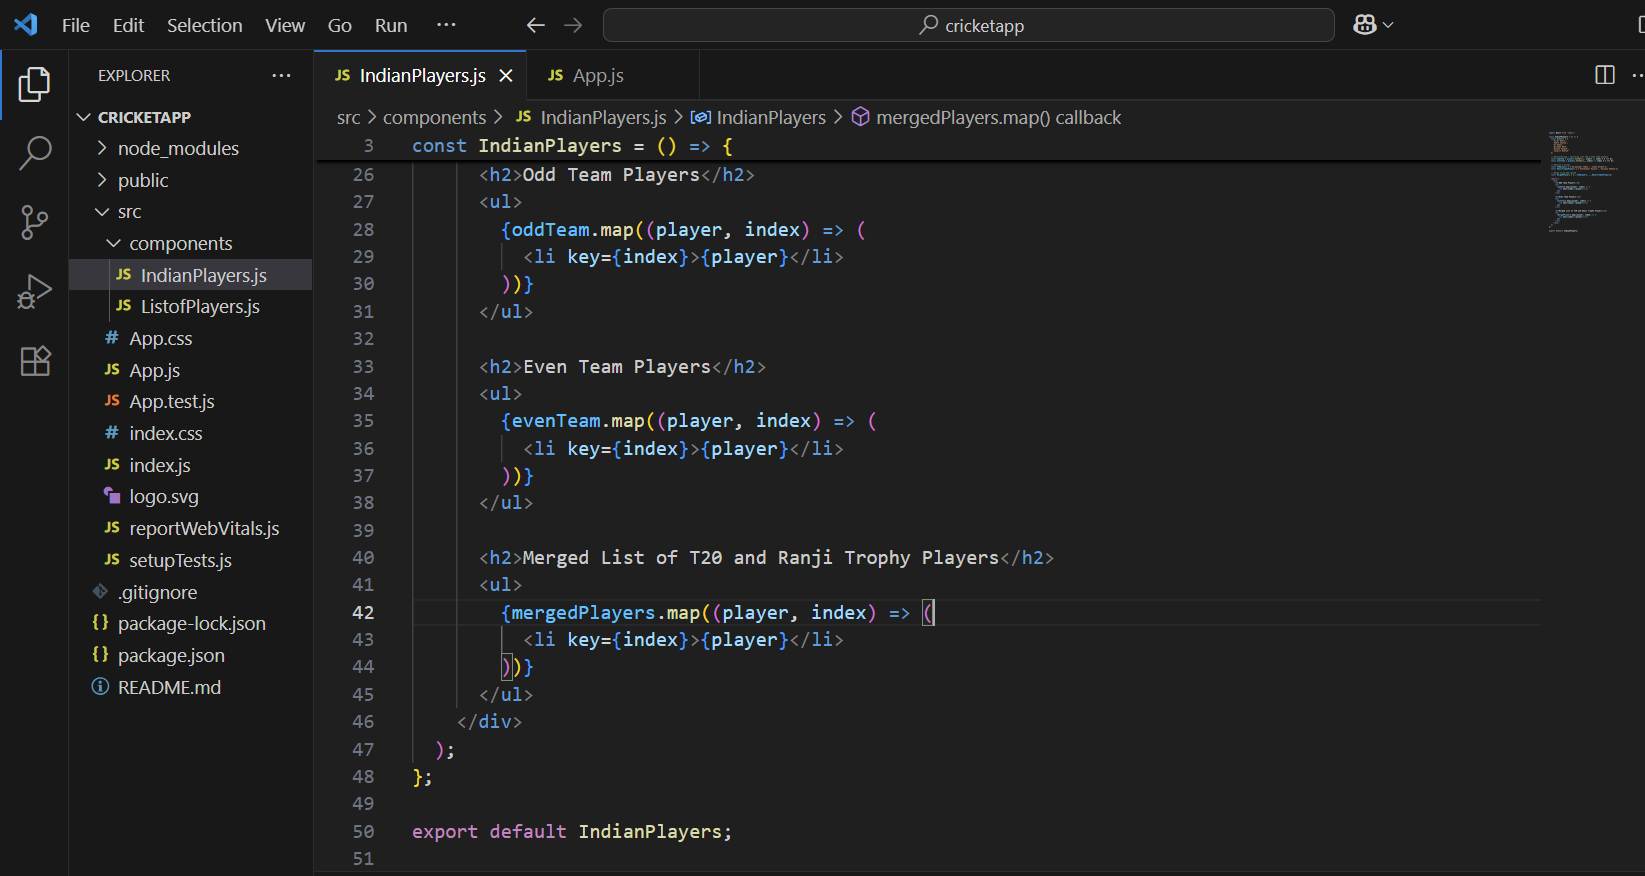 File Edit Selection View Go Run ···
cricketapp
EXPLORER ···
CRICKETAPP
node_modules
public
src
components
JS IndianPlayers.js
JS ListofPlayers.js
# App.css
JS App.js
JS App.test.js
# index.css
JS index.js
logo.svg
JS reportWebVitals.js
JS setupTests.js
.gitignore
{} package-lock.json
{} package.json
README.md
JS IndianPlayers.js
JS App.js
src > components > JS IndianPlayers.js > IndianPlayers > mergedPlayers.map() callback
3 const IndianPlayers = () => {
26 <h2>Odd Team Players</h2>
27 <ul>
28 {oddTeam.map((player, index) => (
29 <li key={index}>{player}</li>
30 ))}
31 </ul>
32
33 <h2>Even Team Players</h2>
34 <ul>
35 {evenTeam.map((player, index) => (
36 <li key={index}>{player}</li>
37 ))}
38 </ul>
39
40 <h2>Merged List of T20 and Ranji Trophy Players</h2>
41 <ul>
42 {mergedPlayers.map((player, index) => (
43 <li key={index}>{player}</li>
44 ))}
45 </ul>
46 </div>
47 );
48 };
49
50 export default IndianPlayers;
51